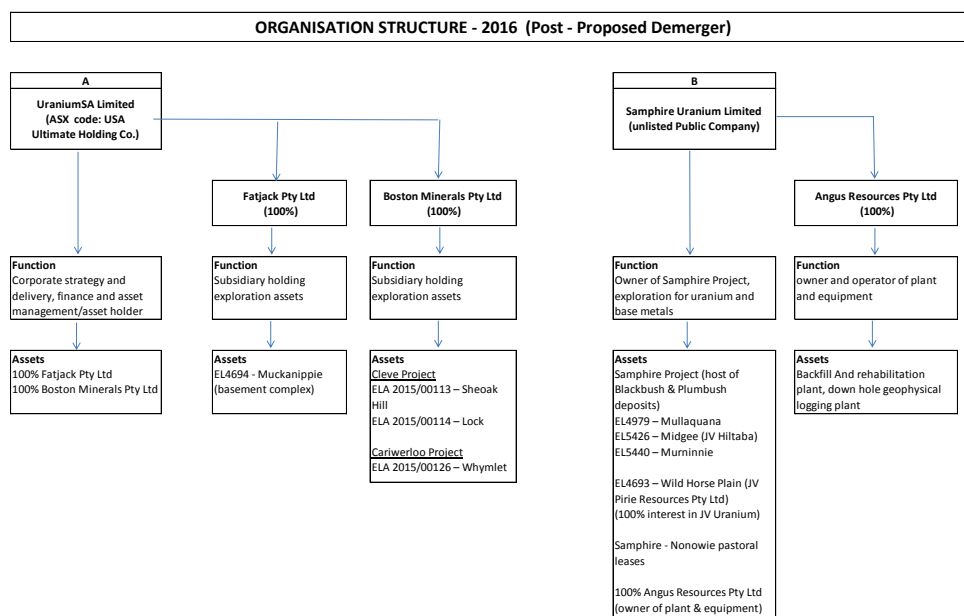 ORGANISATION STRUCTURE - 2016 (Post - Proposed Demerger)
A
UraniumSA Limited
(ASX code: USA
Ultimate Holding Co.)
Fatjack Pty Ltd
(100%)
Boston Minerals Pty Ltd
(100%)
Function
Corporate strategy and
delivery, finance and asset
management/asset holder
Function
Subsidiary holding
exploration assets
Function
Subsidiary holding
exploration assets
Assets
100% Fatjack Pty Ltd
100% Boston Minerals Pty Ltd
Assets
EL4694 - Muckanippie
(basement complex)
Assets
Cleve Project
ELA 2015/00113 – Sheoak
Hill
ELA 2015/00114 – Lock
Cariwerloo Project
ELA 2015/00126 – Whymlet
B
Samphire Uranium Limited
(unlisted Public Company)
Angus Resources Pty Ltd
(100%)
Function
Owner of Samphire Project,
exploration for uranium and
base metals
Function
owner and operator of plant
and equipment
Assets
Samphire Project (host of
Blackbush & Plumbush
deposits)
EL4979 – Mullaquana
EL5426 – Midgee (JV Hiltaba)
EL5440 – Murninnie
EL4693 – Wild Horse Plain (JV
Pirie Resources Pty Ltd)
(100% interest in JV Uranium)
Samphire - Nonowie pastoral
leases
100% Angus Resources Pty Ltd
(owner of plant & equipment)
Assets
Backfill And rehabilitation
plant, down hole geophysical
logging plant